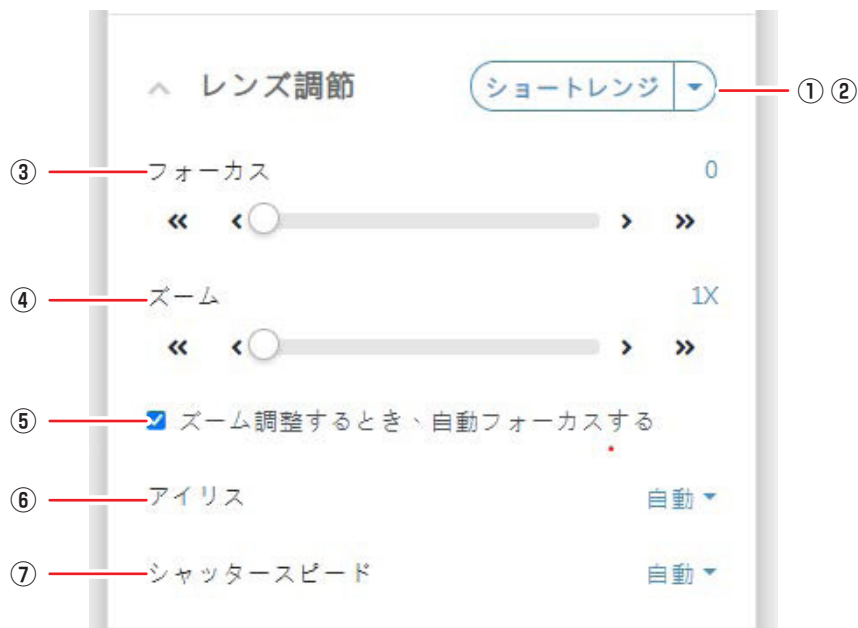 レンズ調節 ショートレンジ ① ②
③ フォーカス 0
④ ズーム 1X
⑤ ズーム調整するとき、自動フォーカスする
⑥ アイリス 自動
⑦ シャッタースピード 自動